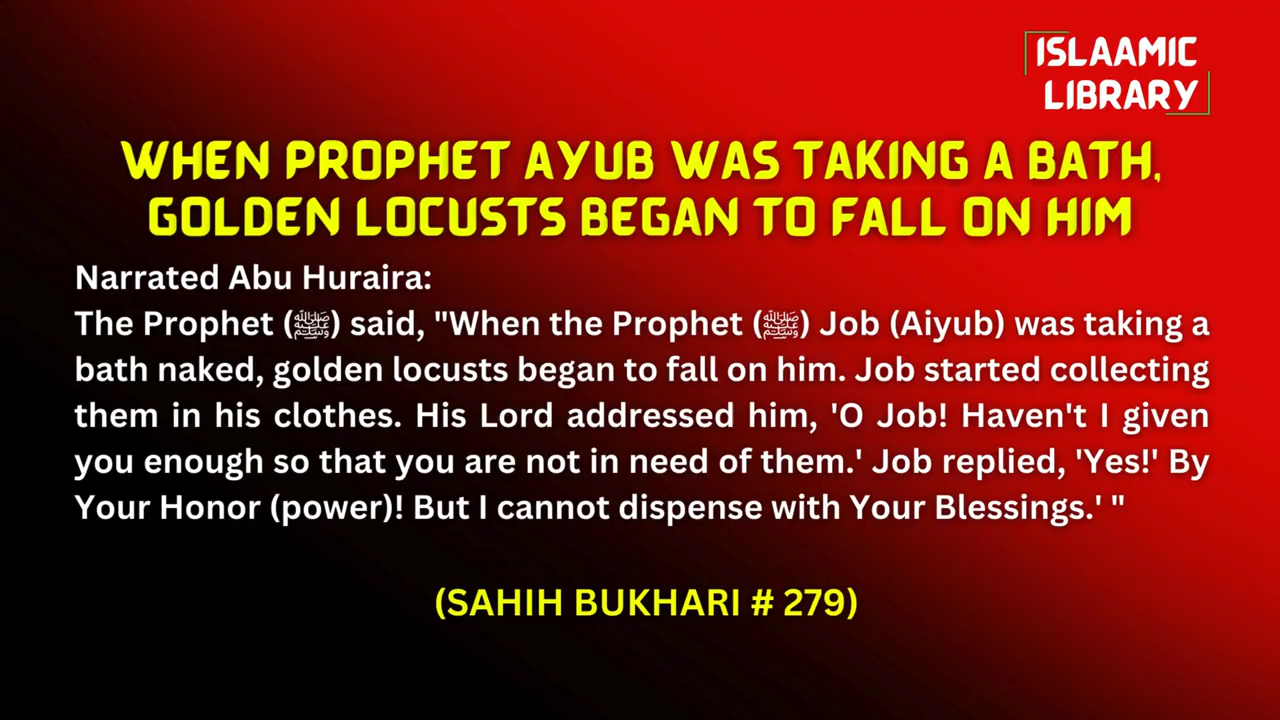 ISLAAMIC
LIBRARY
WHEN PROPHET AYUB WAS TAKING A BATH,
GOLDEN LOCUSTS BEGAN TO FALL ON HIM
Narrated Abu Huraira:
The Prophet (ﷺ) said, "When the Prophet (ﷺ) Job (Aiyub) was taking a
bath naked, golden locusts began to fall on him. Job started collecting
them in his clothes. His Lord addressed him, 'O Job! Haven't I given
you enough so that you are not in need of them.' Job replied, 'Yes!' By
Your Honor (power)! But I cannot dispense with Your Blessings.' "
(SAHIH BUKHARI # 279)